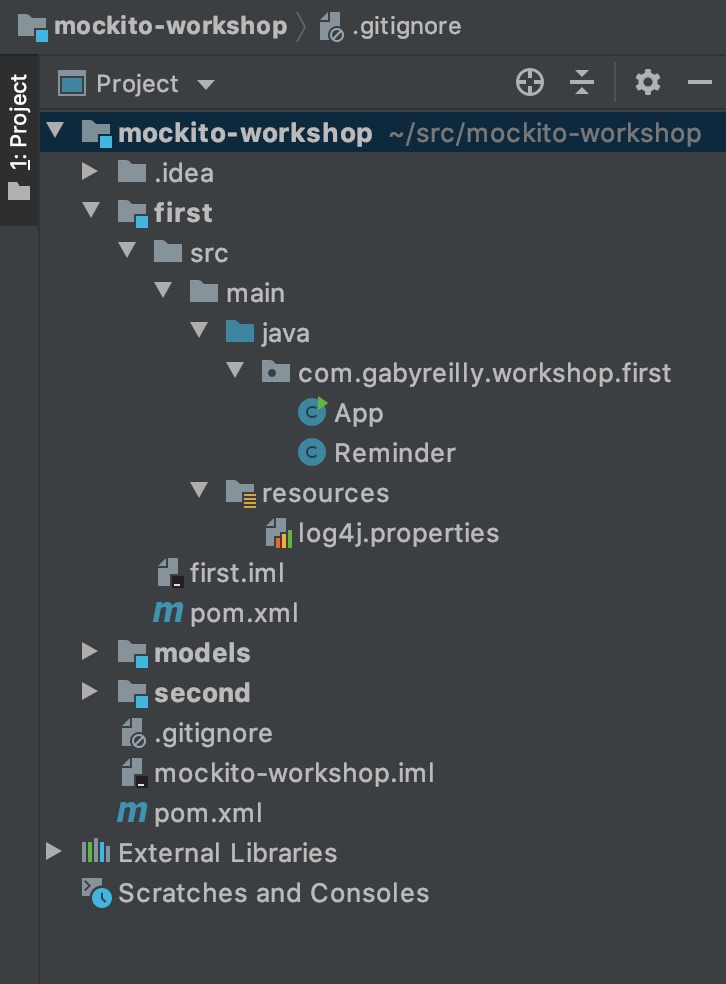 mockito-workshop .gitignore
1: Project
Project
mockito-workshop ~/src/mockito-workshop
.idea
first
src
main
java
com.gabyreilly.workshop.first
C App
C Reminder
resources
log4j.properties
first.iml
m pom.xml
models
second
.gitignore
mockito-workshop.iml
m pom.xml
External Libraries
Scratches and Consoles